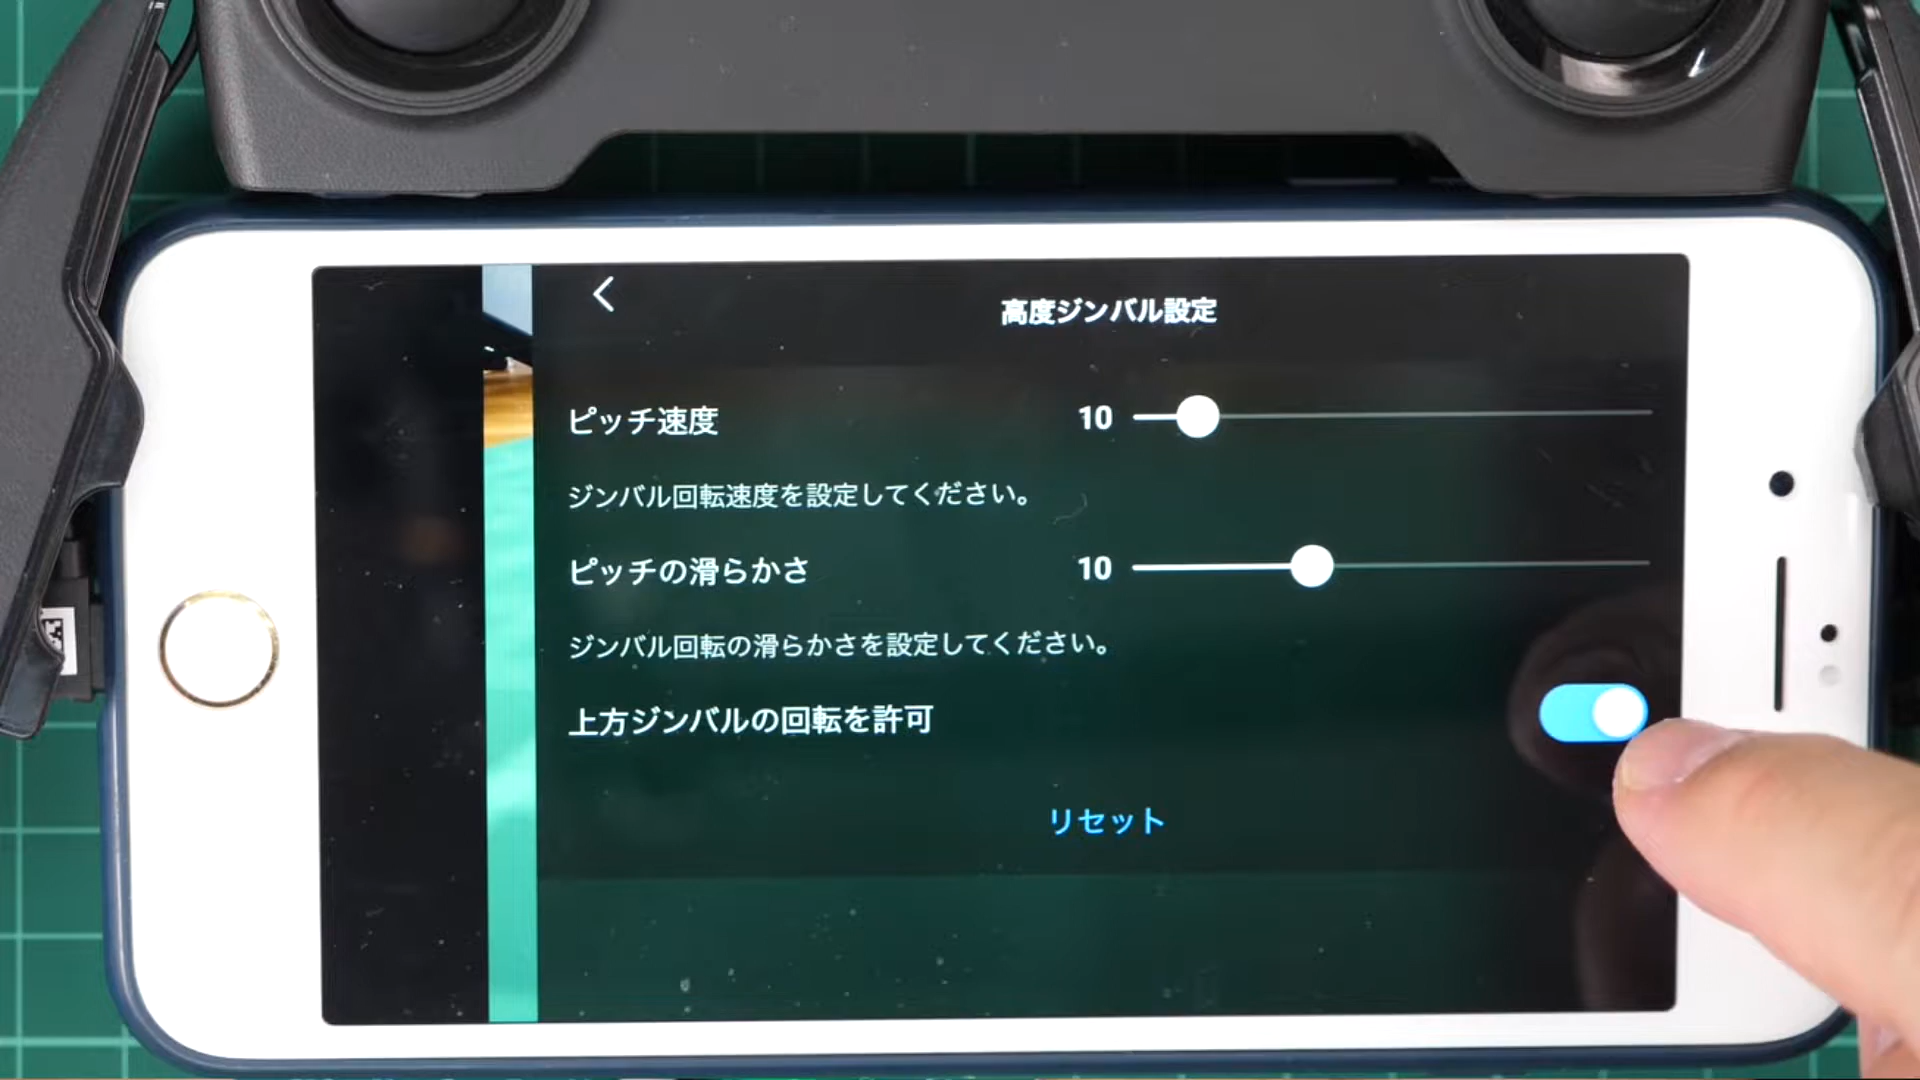 高度ジンバル設定
ピッチ速度 10
ジンバル回転速度を設定してください。
ピッチの滑らかさ 10
ジンバル回転の滑らかさを設定してください。
上方ジンバルの回転を許可
リセット